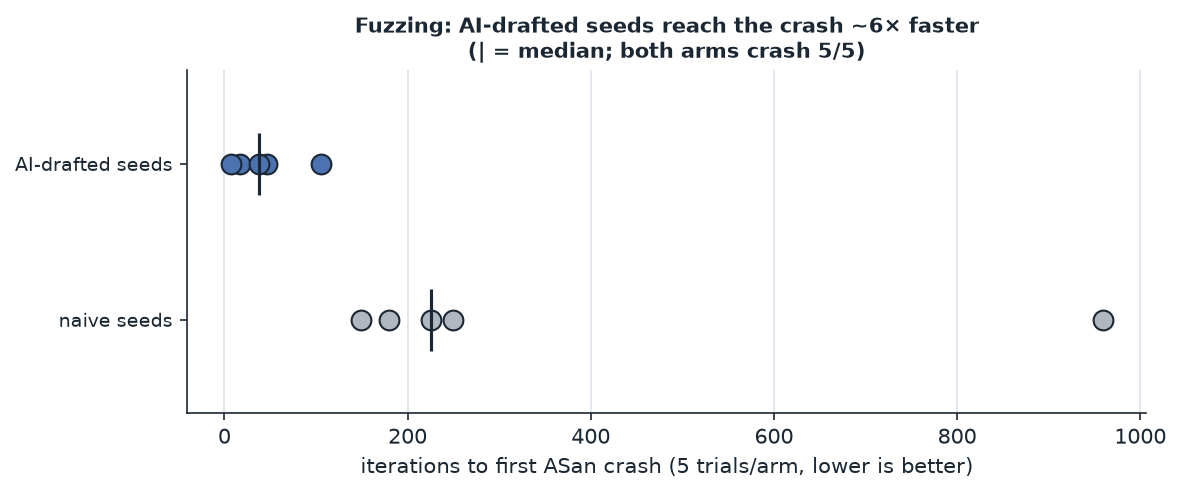 Fuzzing: AI-drafted seeds reach the crash ~6× faster
(| = median; both arms crash 5/5)
AI-drafted seeds
naive seeds
0 200 400 600 800 1000
iterations to first ASan crash (5 trials/arm, lower is better)